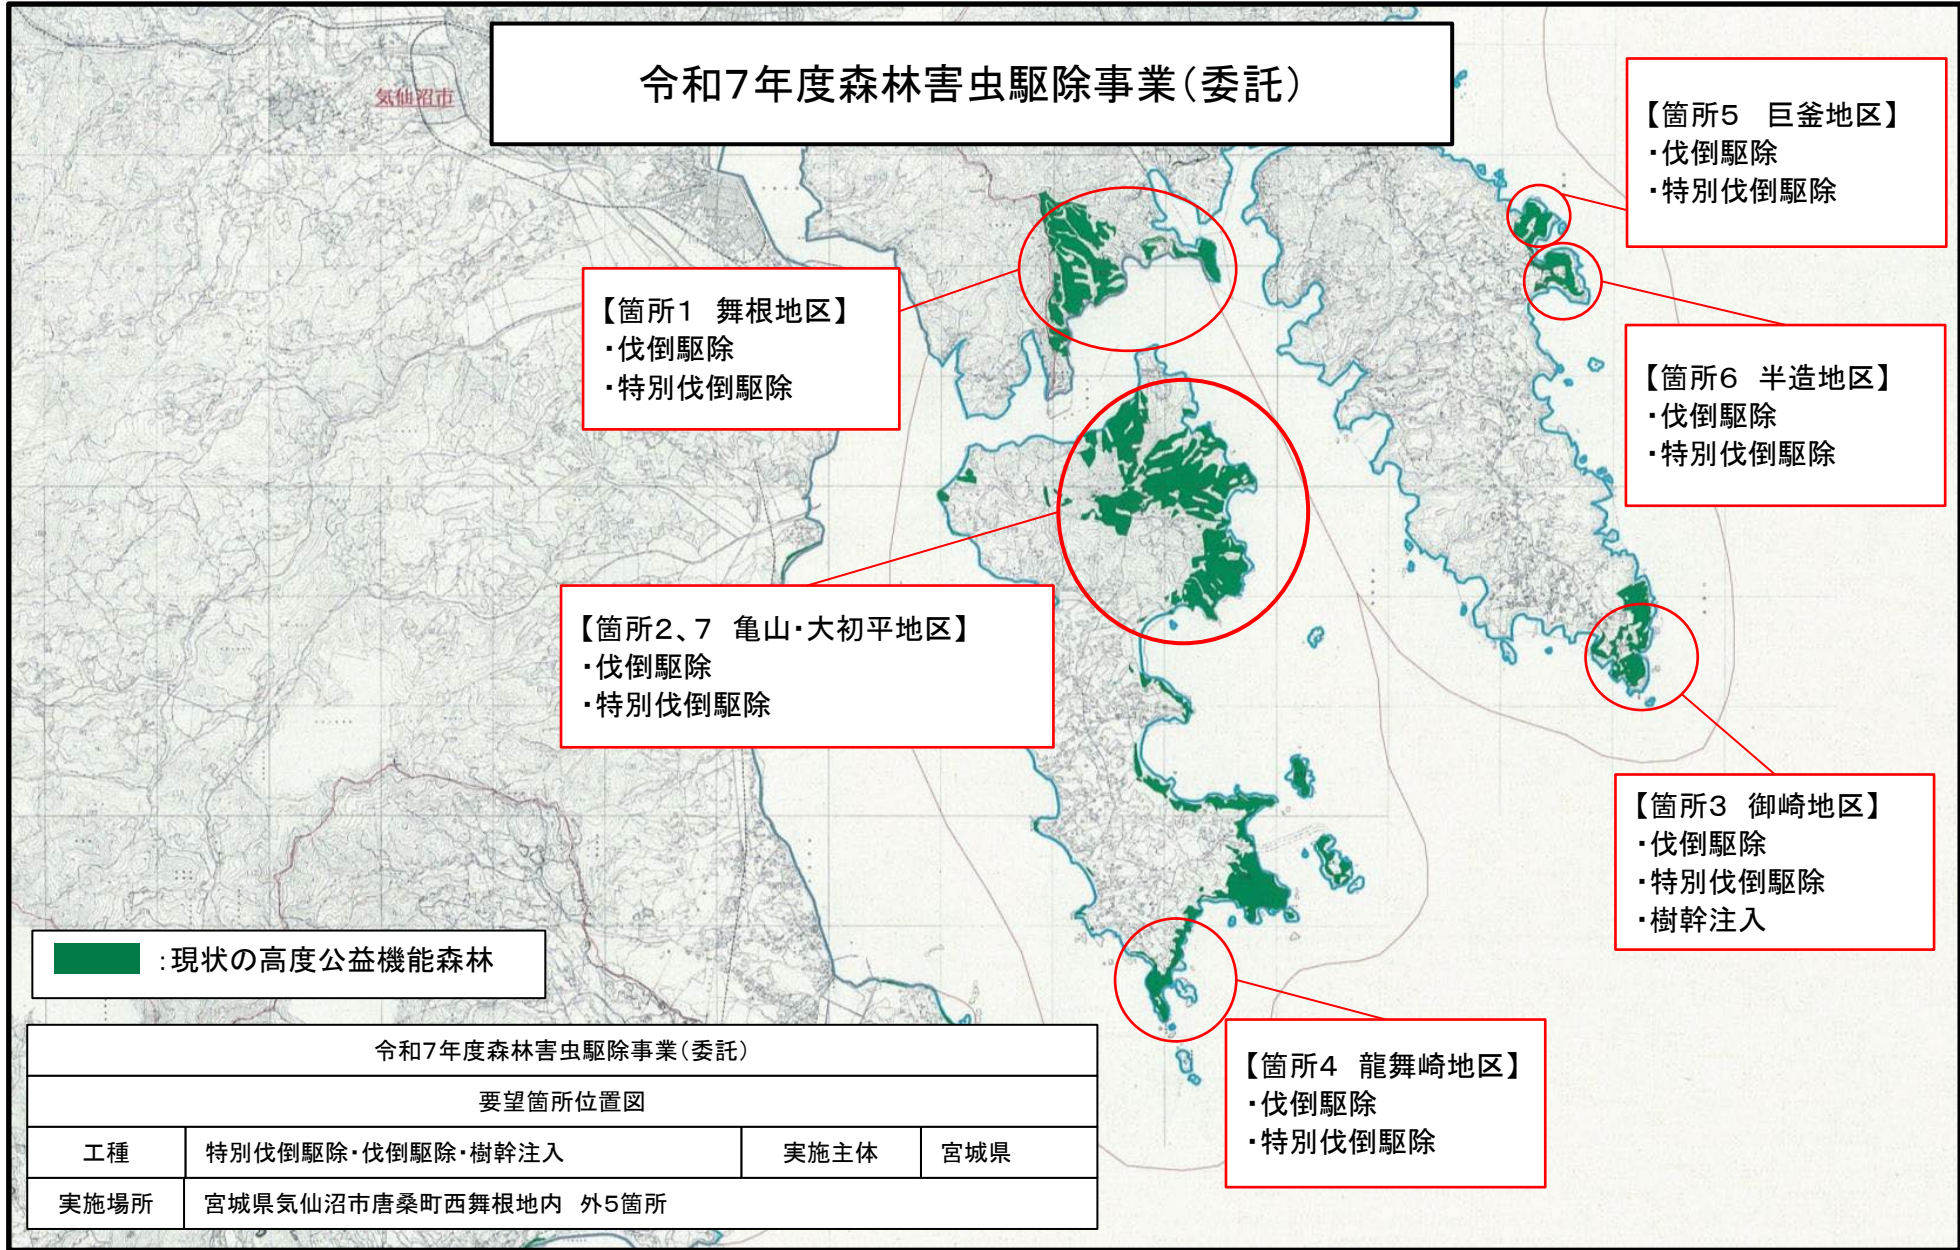 令和7年度森林害虫駆除事業（委託）
気仙沼市
【箇所5　巨釜地区】
・伐倒駆除
・特別伐倒駆除
【箇所1　舞根地区】
・伐倒駆除
・特別伐倒駆除
【箇所6　半造地区】
・伐倒駆除
・特別伐倒駆除
【箇所2、7　亀山・大初平地区】
・伐倒駆除
・特別伐倒駆除
【箇所3　御崎地区】
・伐倒駆除
・特別伐倒駆除
・樹幹注入
：現状の高度公益機能森林
【箇所4　龍舞崎地区】
・伐倒駆除
・特別伐倒駆除
令和7年度森林害虫駆除事業（委託）
要望箇所位置図
工種　特別伐倒駆除・伐倒駆除・樹幹注入　実施主体　宮城県
実施場所　宮城県気仙沼市唐桑町西舞根地内　外5箇所